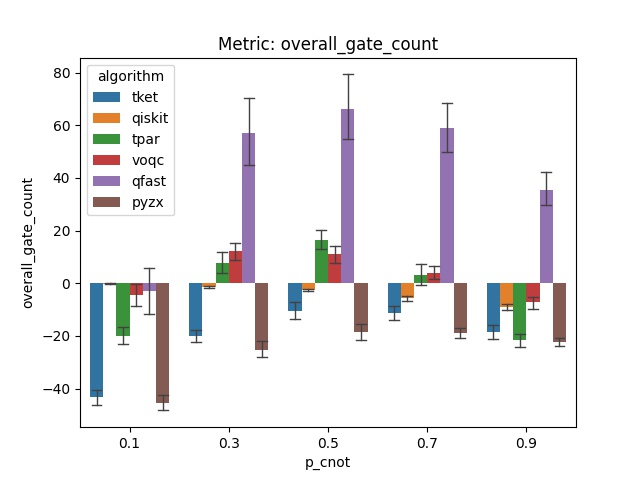 Metric: overall_gate_count
algorithm
tket
qiskit
tpar
voqc
qfast
pyzx
overall_gate_count
80
60
40
20
0
−20
−40
0.1 0.3 0.5 0.7 0.9
p_cnot